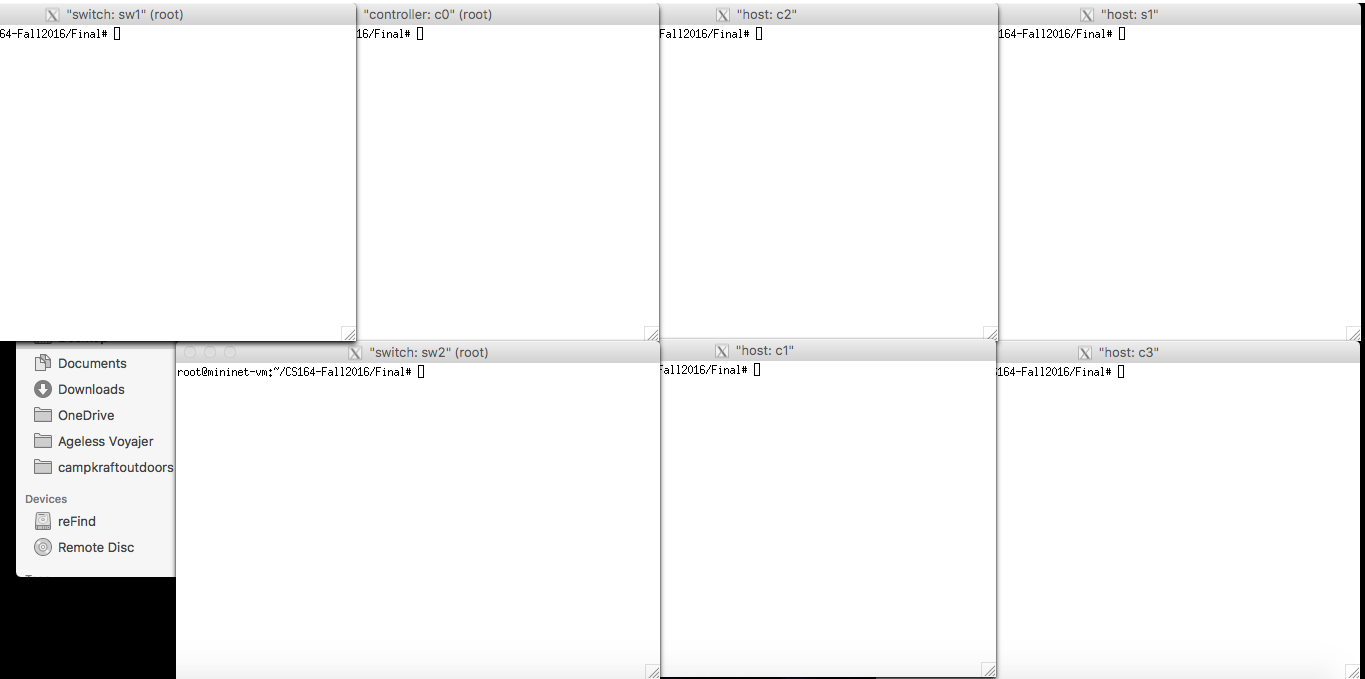 "switch: sw1" (root)
64-Fall2016/Final#
"controller: c0" (root)
16/Final#
"host: c2"
Fall2016/Final#
"host: s1"
164-Fall2016/Final#
Documents
Downloads
OneDrive
Ageless Voyajer
campkraftoutdoors
Devices
reFind
Remote Disc
"switch: sw2" (root)
root@mininet-vm:~/CS164-Fall2016/Final#
"host: c1"
Fall2016/Final#
"host: c3"
S164-Fall2016/Final#